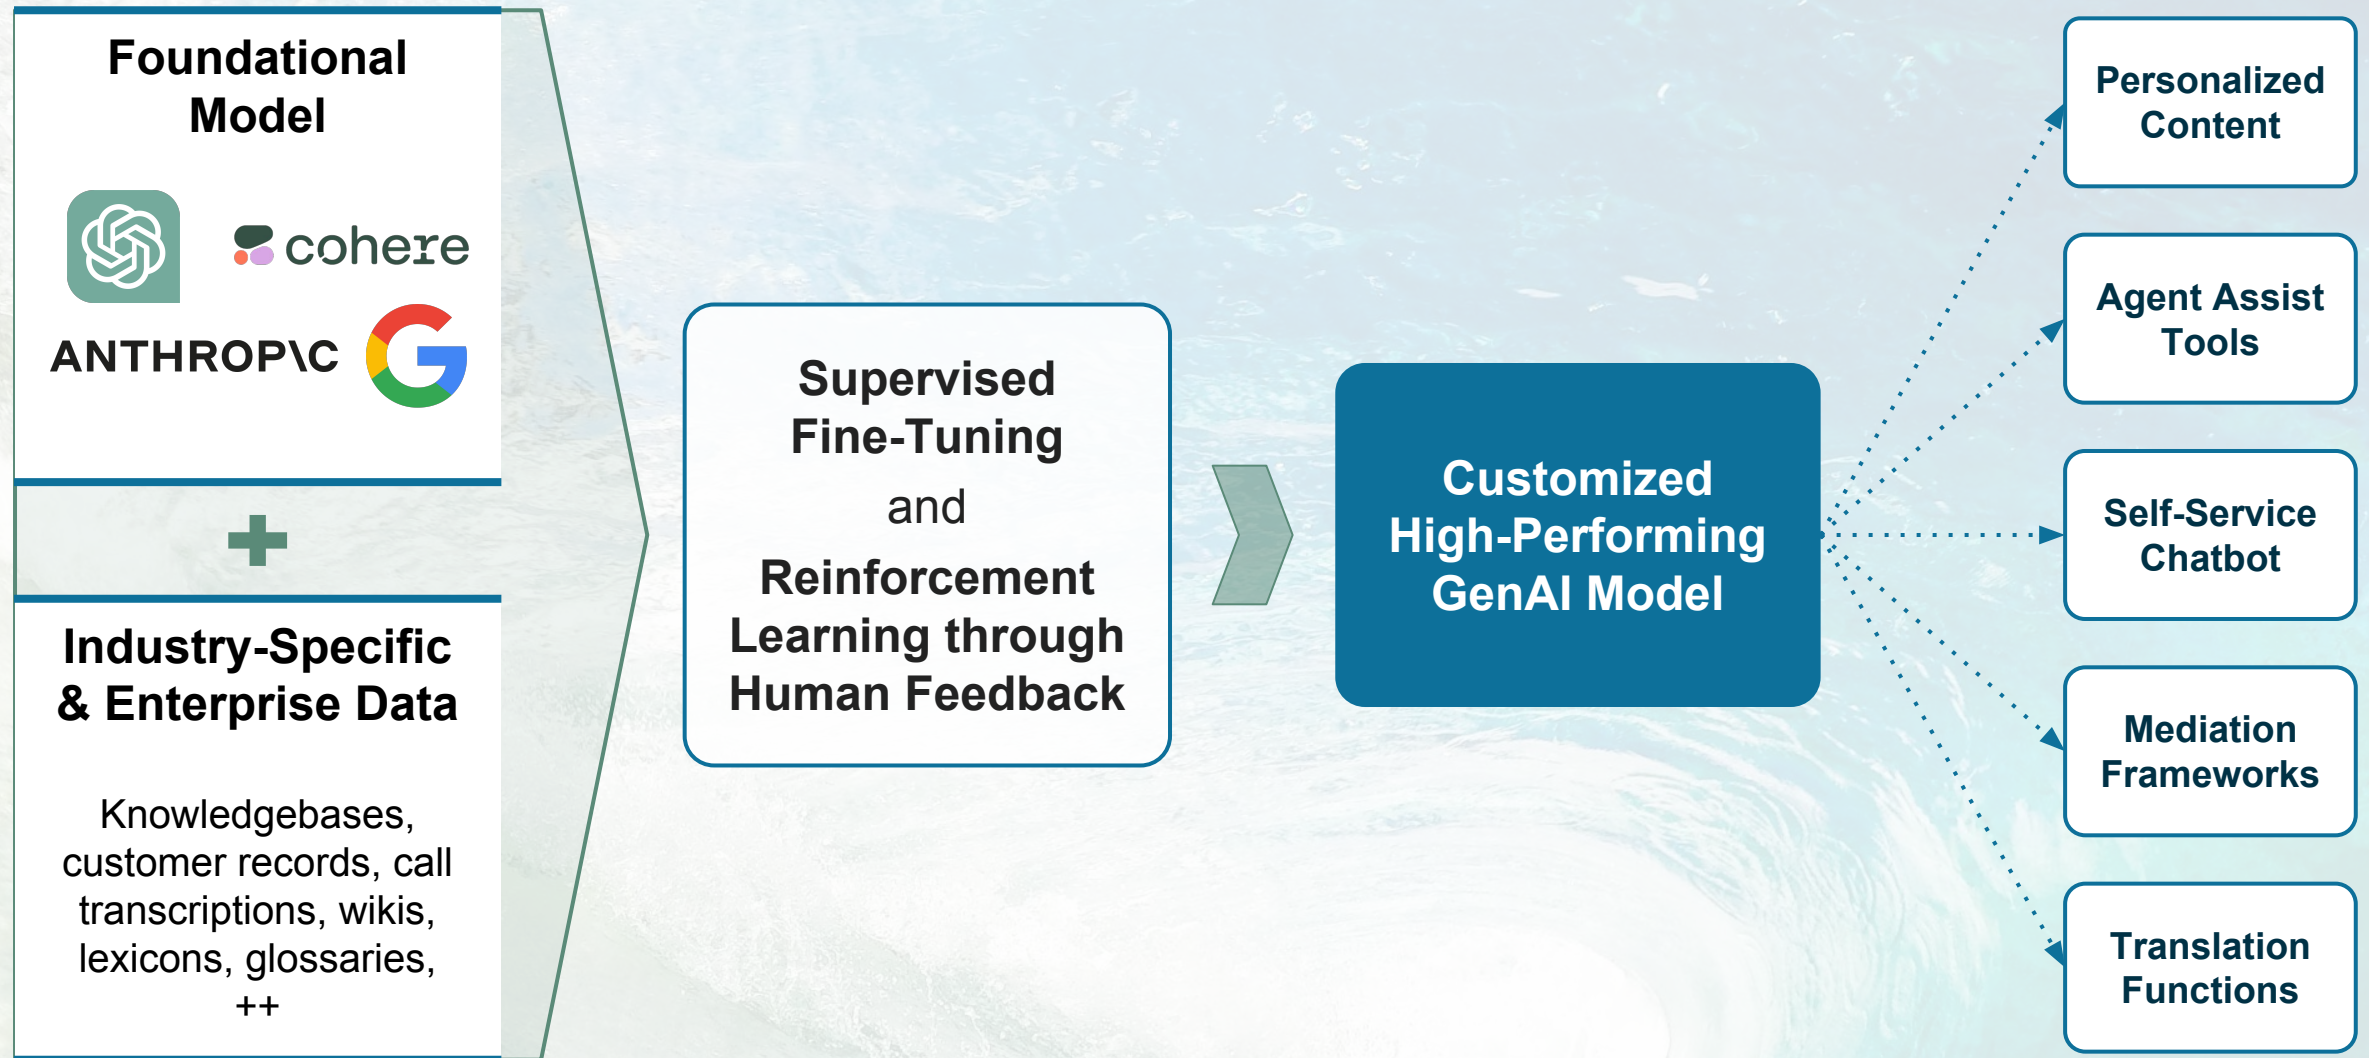 Foundational
Model
cohere
ANTHROP\C
Industry-Specific
& Enterprise Data
Knowledgebases,
customer records, call
transcriptions, wikis,
lexicons, glossaries,
++
Supervised
Fine-Tuning
and
Reinforcement
Learning through
Human Feedback
Customized
High-Performing
GenAI Model
Personalized
Content
Agent Assist
Tools
Self-Service
Chatbot
Mediation
Frameworks
Translation
Functions